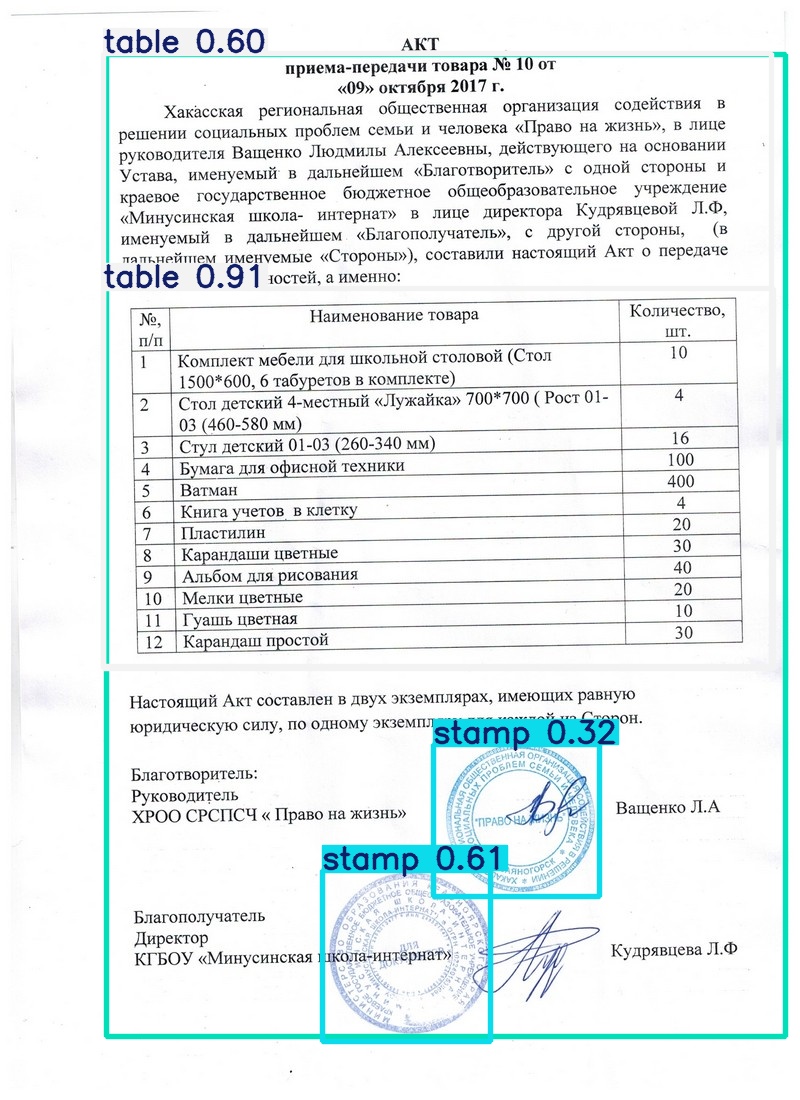 table 0.60
АКТ
приема-передачи товара № 10 от
«09» октября 2017 г.
Хакасская региональная общественная организация содействия в
решении социальных проблем семьи и человека «Право на жизнь», в лице
руководителя Ващенко Людмилы Алексеевны, действующего на основании
Устава, именуемый в дальнейшем «Благотворитель» с одной стороны и
краевое государственное бюджетное общеобразовательное учреждение
«Минусинская школа- интернат» в лице директора Кудрявцевой Л.Ф,
именуемый в дальнейшем «Благополучатель», с другой стороны, (в
дальнейшем именуемые «Стороны»), составили настоящий Акт о передаче
table 0.91
ностей, а именно:
№, п/п Наименование товара Количество, шт.
1 Комплект мебели для школьной столовой (Стол 10
1500*600, 6 табуретов в комплекте)
2 Стол детский 4-местный «Лужайка» 700*700 ( Рост 01- 4
03 (460-580 мм)
3 Стул детский 01-03 (260-340 мм) 16
4 Бумага для офисной техники 100
5 Ватман 400
6 Книга учетов в клетку 4
7 Пластилин 20
8 Карандаши цветные 30
9 Альбом для рисования 40
10 Мелки цветные 20
11 Гуашь цветная 10
12 Карандаш простой 30
Настоящий Акт составлен в двух экземплярах, имеющих равную
юридическую силу, по одному экземпляру для каждой из Сторон.
stamp 0.32
Благотворитель:
Руководитель
ХРОО СРСПСЧ « Право на жизнь»
"ПРАВО НА ЖИЗНЬ"
Ващенко Л.А
stamp 0.61
Благополучатель
Директор
КГБОУ «Минусинская школа-интернат»
ДЛЯ
ДОКУМЕНТОВ
Кудрявцева Л.Ф